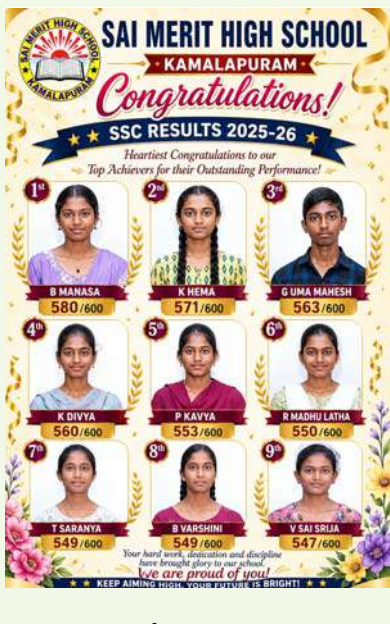 SAI MERIT HIGH SCHOOL
KAMALAPURAM
SAI MERIT HIGH SCHOOL
KAMALAPURAM
Congratulations!
SSC RESULTS 2025-26
Heartiest Congratulations to our
Top Achievers for their Outstanding Performance!
1st
2nd
3rd
B MANASA
K HEMA
G UMA MAHESH
580/600
571/600
563/600
4th
5th
6th
K DIVYA
P KAVYA
R MADHU LATHA
560/600
553/600
550/600
7th
8th
9th
T SARANYA
B VARSHINI
V SAI SRIJA
549/600
549/600
547/600
Your hard work, dedication and discipline
have brought glory to our school.
We are proud of you!
KEEP AIMING HIGH, YOUR FUTURE IS BRIGHT!